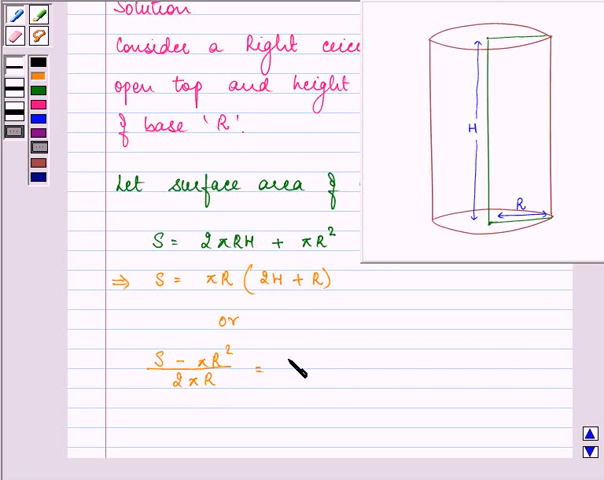 Solution
Consider a Right
open top and height
of base 'R'.
Let surface area of
S = 2πRH + πR²
⇒ S = πR (2H + R)
or
S - πR² / 2πR =
H
R